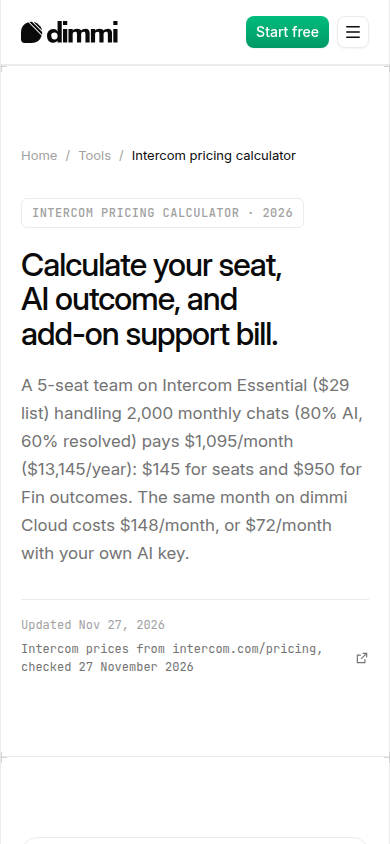 dimmi
Start free
Home / Tools / Intercom pricing calculator
INTERCOM PRICING CALCULATOR · 2026
Calculate your seat,
AI outcome, and
add-on support bill.
A 5-seat team on Intercom Essential ($29
list) handling 2,000 monthly chats (80% AI,
60% resolved) pays $1,095/month
($13,145/year): $145 for seats and $950 for
Fin outcomes. The same month on dimmi
Cloud costs $148/month, or $72/month
with your own AI key.
Updated Nov 27, 2026
Intercom prices from intercom.com/pricing,
checked 27 November 2026